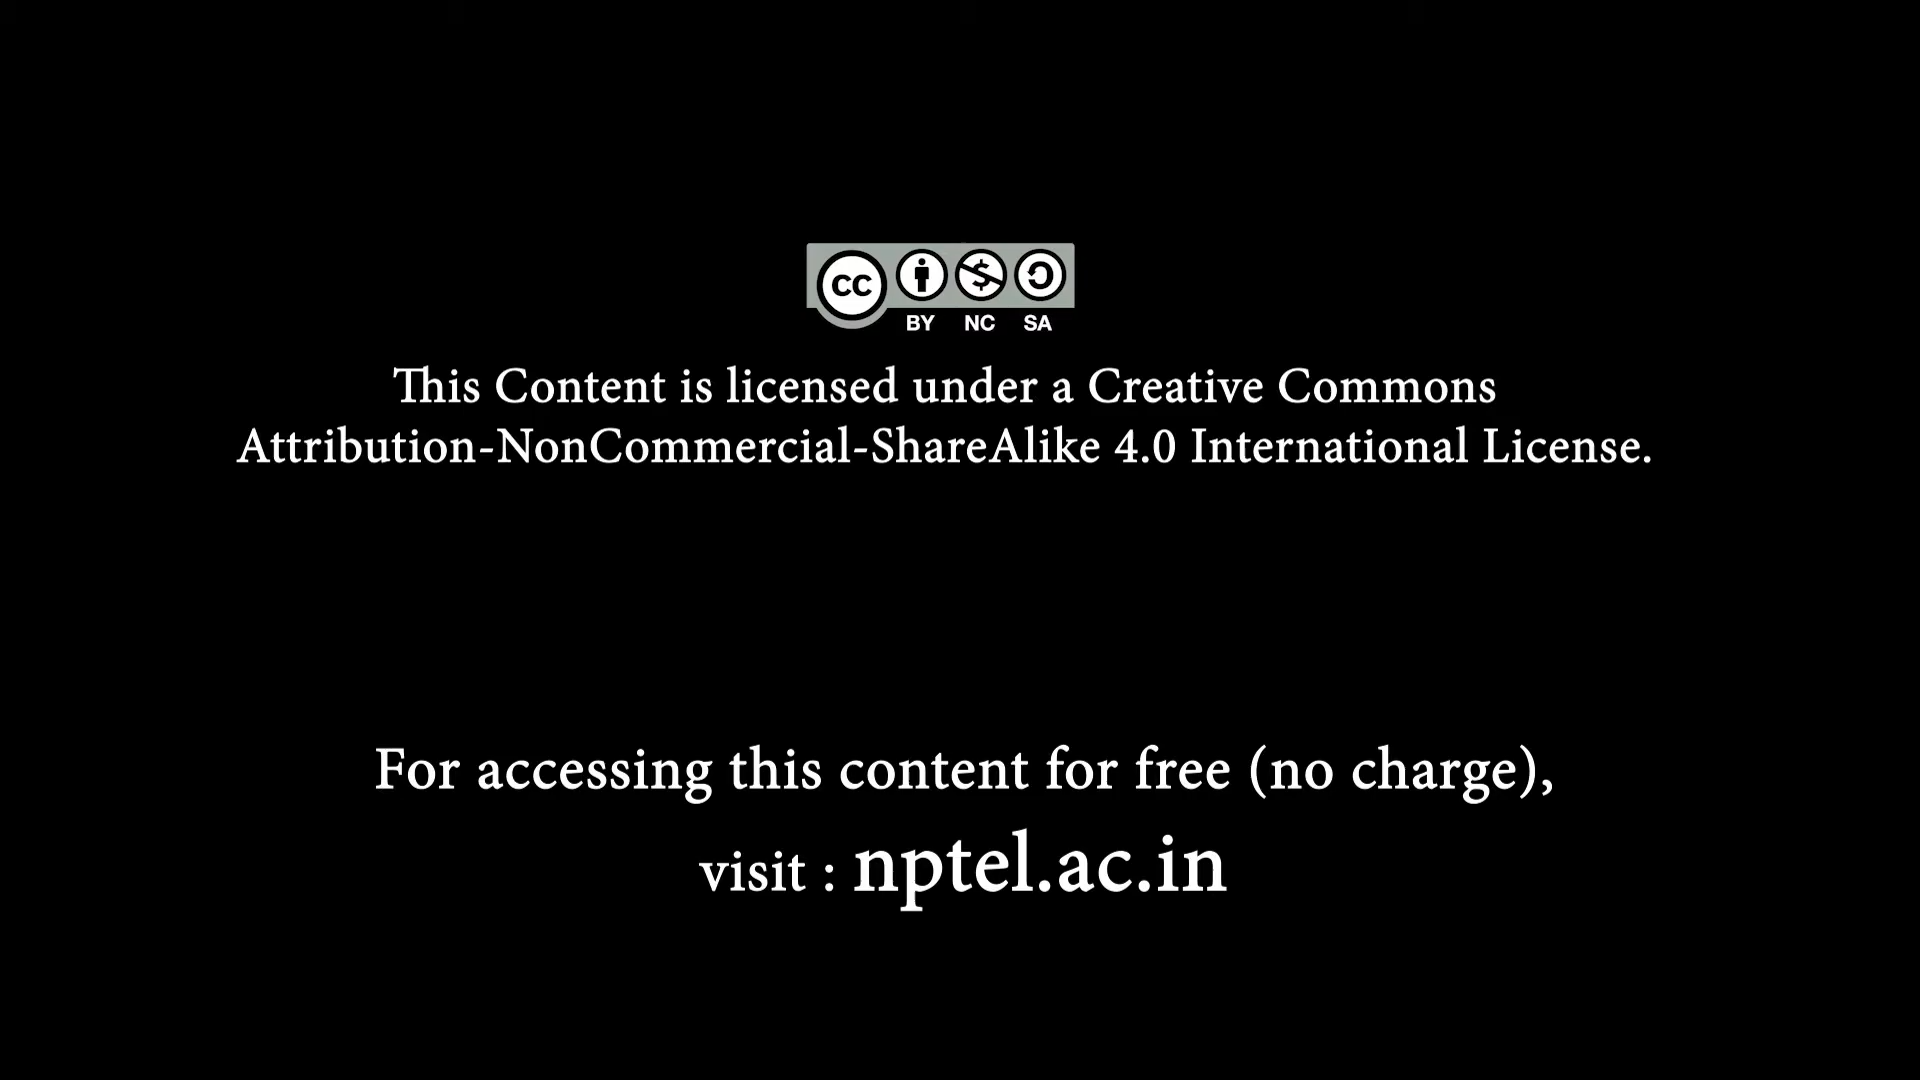 CC
BY NC SA
This Content is licensed under a Creative Commons
Attribution-NonCommercial-ShareAlike 4.0 International License.
For accessing this content for free (no charge),
visit : nptel.ac.in